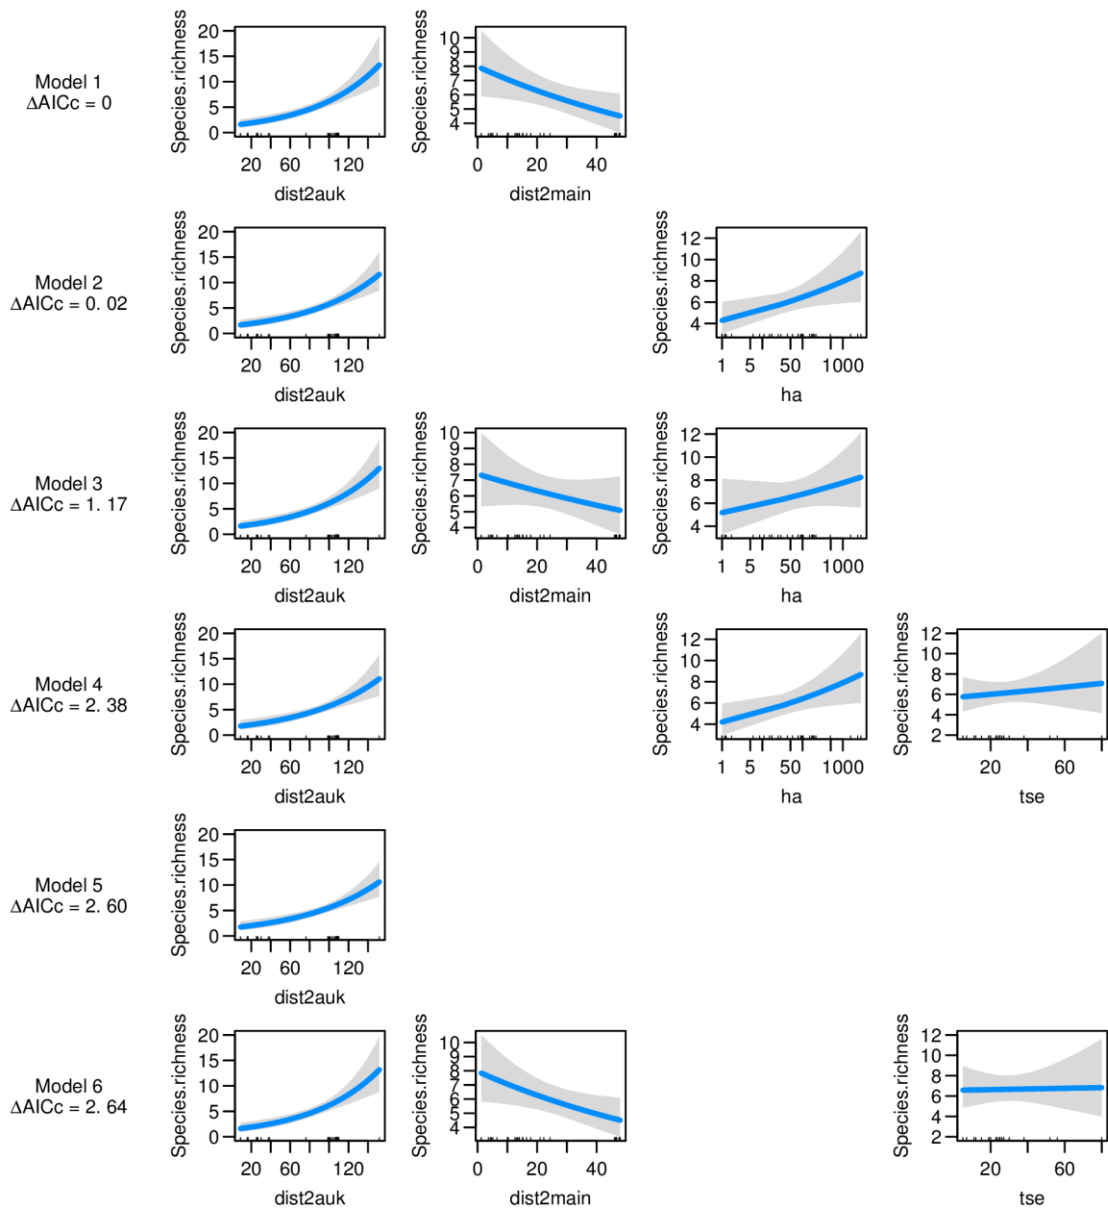 Model 1
ΔAICc = 0
Species.richness
20
15
10
5
0
20 60 120
dist2auk
Species.richness
10
9
8
7
6
5
4
0 20 40
dist2main
Model 2
ΔAICc = 0. 02
Species.richness
20
15
10
5
0
20 60 120
dist2auk
Species.richness
12
10
8
6
4
1 5 50 1000
ha
Model 3
ΔAICc = 1. 17
Species.richness
20
15
10
5
0
20 60 120
dist2auk
Species.richness
10
9
8
7
6
5
4
0 20 40
dist2main
Species.richness
12
10
8
6
4
1 5 50 1000
ha
Model 4
ΔAICc = 2. 38
Species.richness
20
15
10
5
0
20 60 120
dist2auk
Species.richness
12
10
8
6
4
1 5 50 1000
ha
Species.richness
12
10
8
6
4
2
20 60
tse
Model 5
ΔAICc = 2. 60
Species.richness
20
15
10
5
0
20 60 120
dist2auk
Model 6
ΔAICc = 2. 64
Species.richness
20
15
10
5
0
20 60 120
dist2auk
Species.richness
10
9
8
7
6
5
4
0 20 40
dist2main
Species.richness
12
10
8
6
4
2
20 60
tse